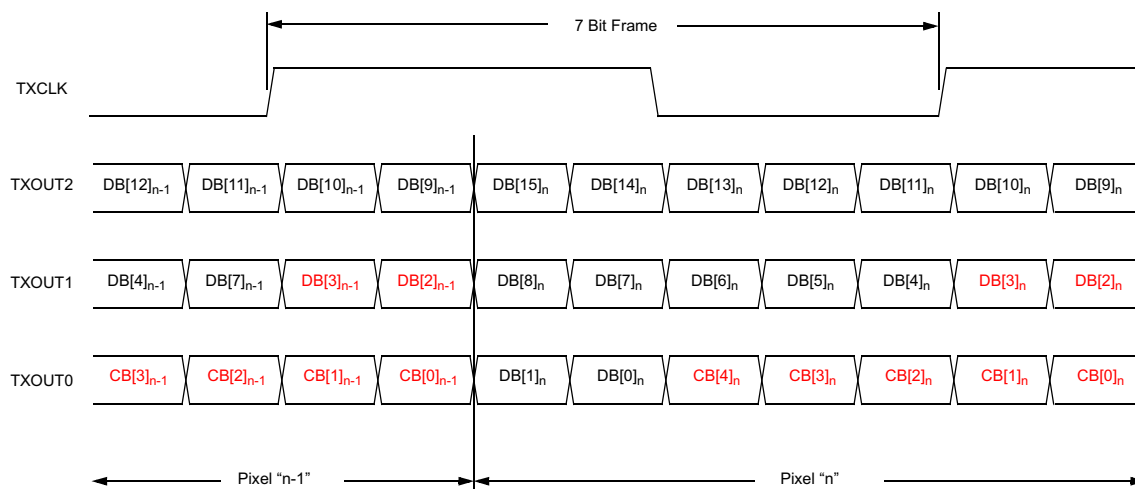 7 Bit Frame
TXCLK
TXOUT2 DB[12]n-1 DB[11]n-1 DB[10]n-1 DB[9]n-1 DB[15]n DB[14]n DB[13]n DB[12]n DB[11]n DB[10]n DB[9]n
TXOUT1 DB[4]n-1 DB[7]n-1 DB[3]n-1 DB[2]n-1 DB[8]n DB[7]n DB[6]n DB[5]n DB[4]n DB[3]n DB[2]n
TXOUT0 CB[3]n-1 CB[2]n-1 CB[1]n-1 CB[0]n-1 DB[1]n DB[0]n CB[4]n CB[3]n CB[2]n CB[1]n CB[0]n
Pixel “n-1” Pixel “n”